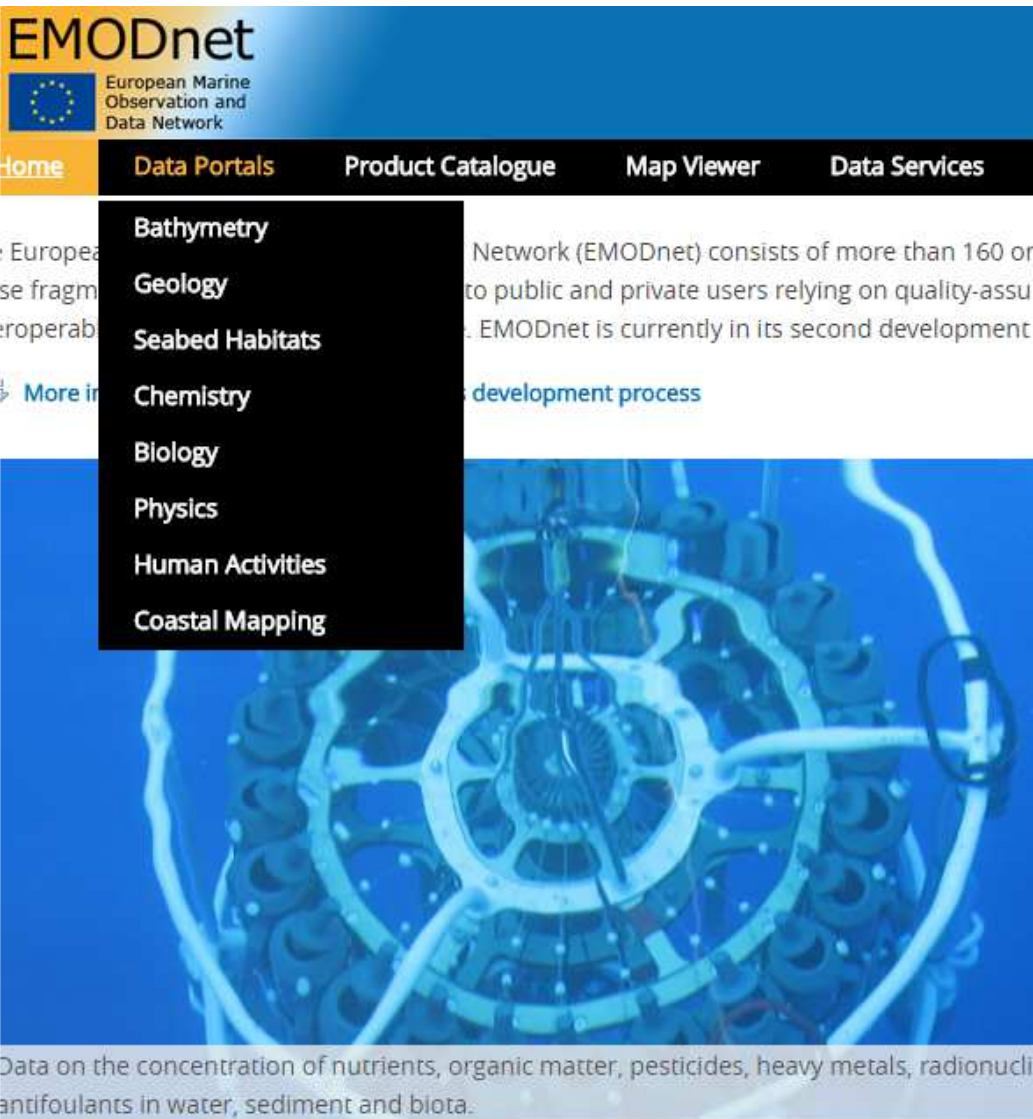 EMODnet
European Marine
Observation and
Data Network
Home Data Portals Product Catalogue Map Viewer Data Services
Bathymetry
Geology
Seabed Habitats
Chemistry
Biology
Physics
Human Activities
Coastal Mapping
Network (EMODnet) consists of more than 160
to public and private users relying on
. EMODnet is currently in its second development
More development process
Data on the concentration of nutrients, organic matter, pesticides, heavy metals,
antifoulants in water, sediment and biota.